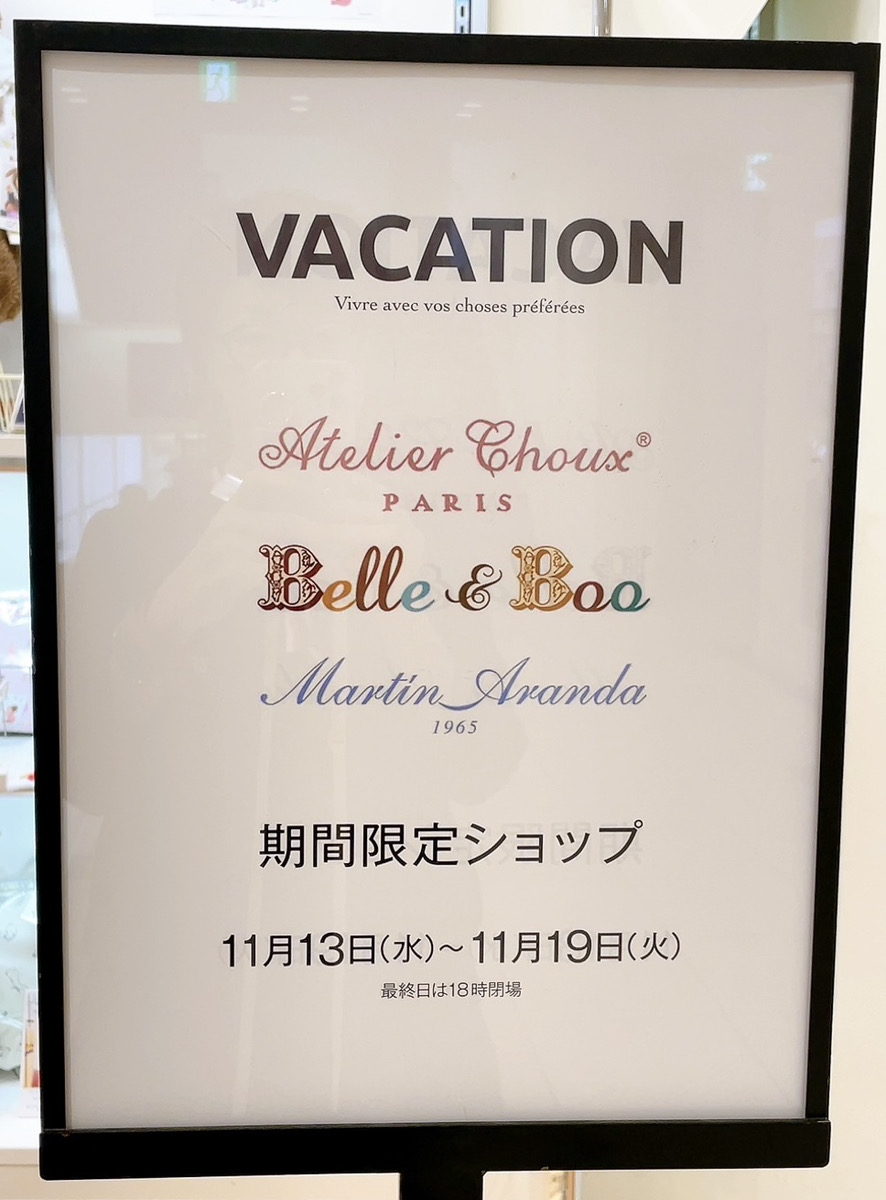 VACATION
Vivre avec vos choses préférées
Atelier Choux®
PARIS
Belle & Boo
Martín Aranda
1965
期間限定ショップ
11月13日(水)～11月19日(火)
最終日は18時閉場